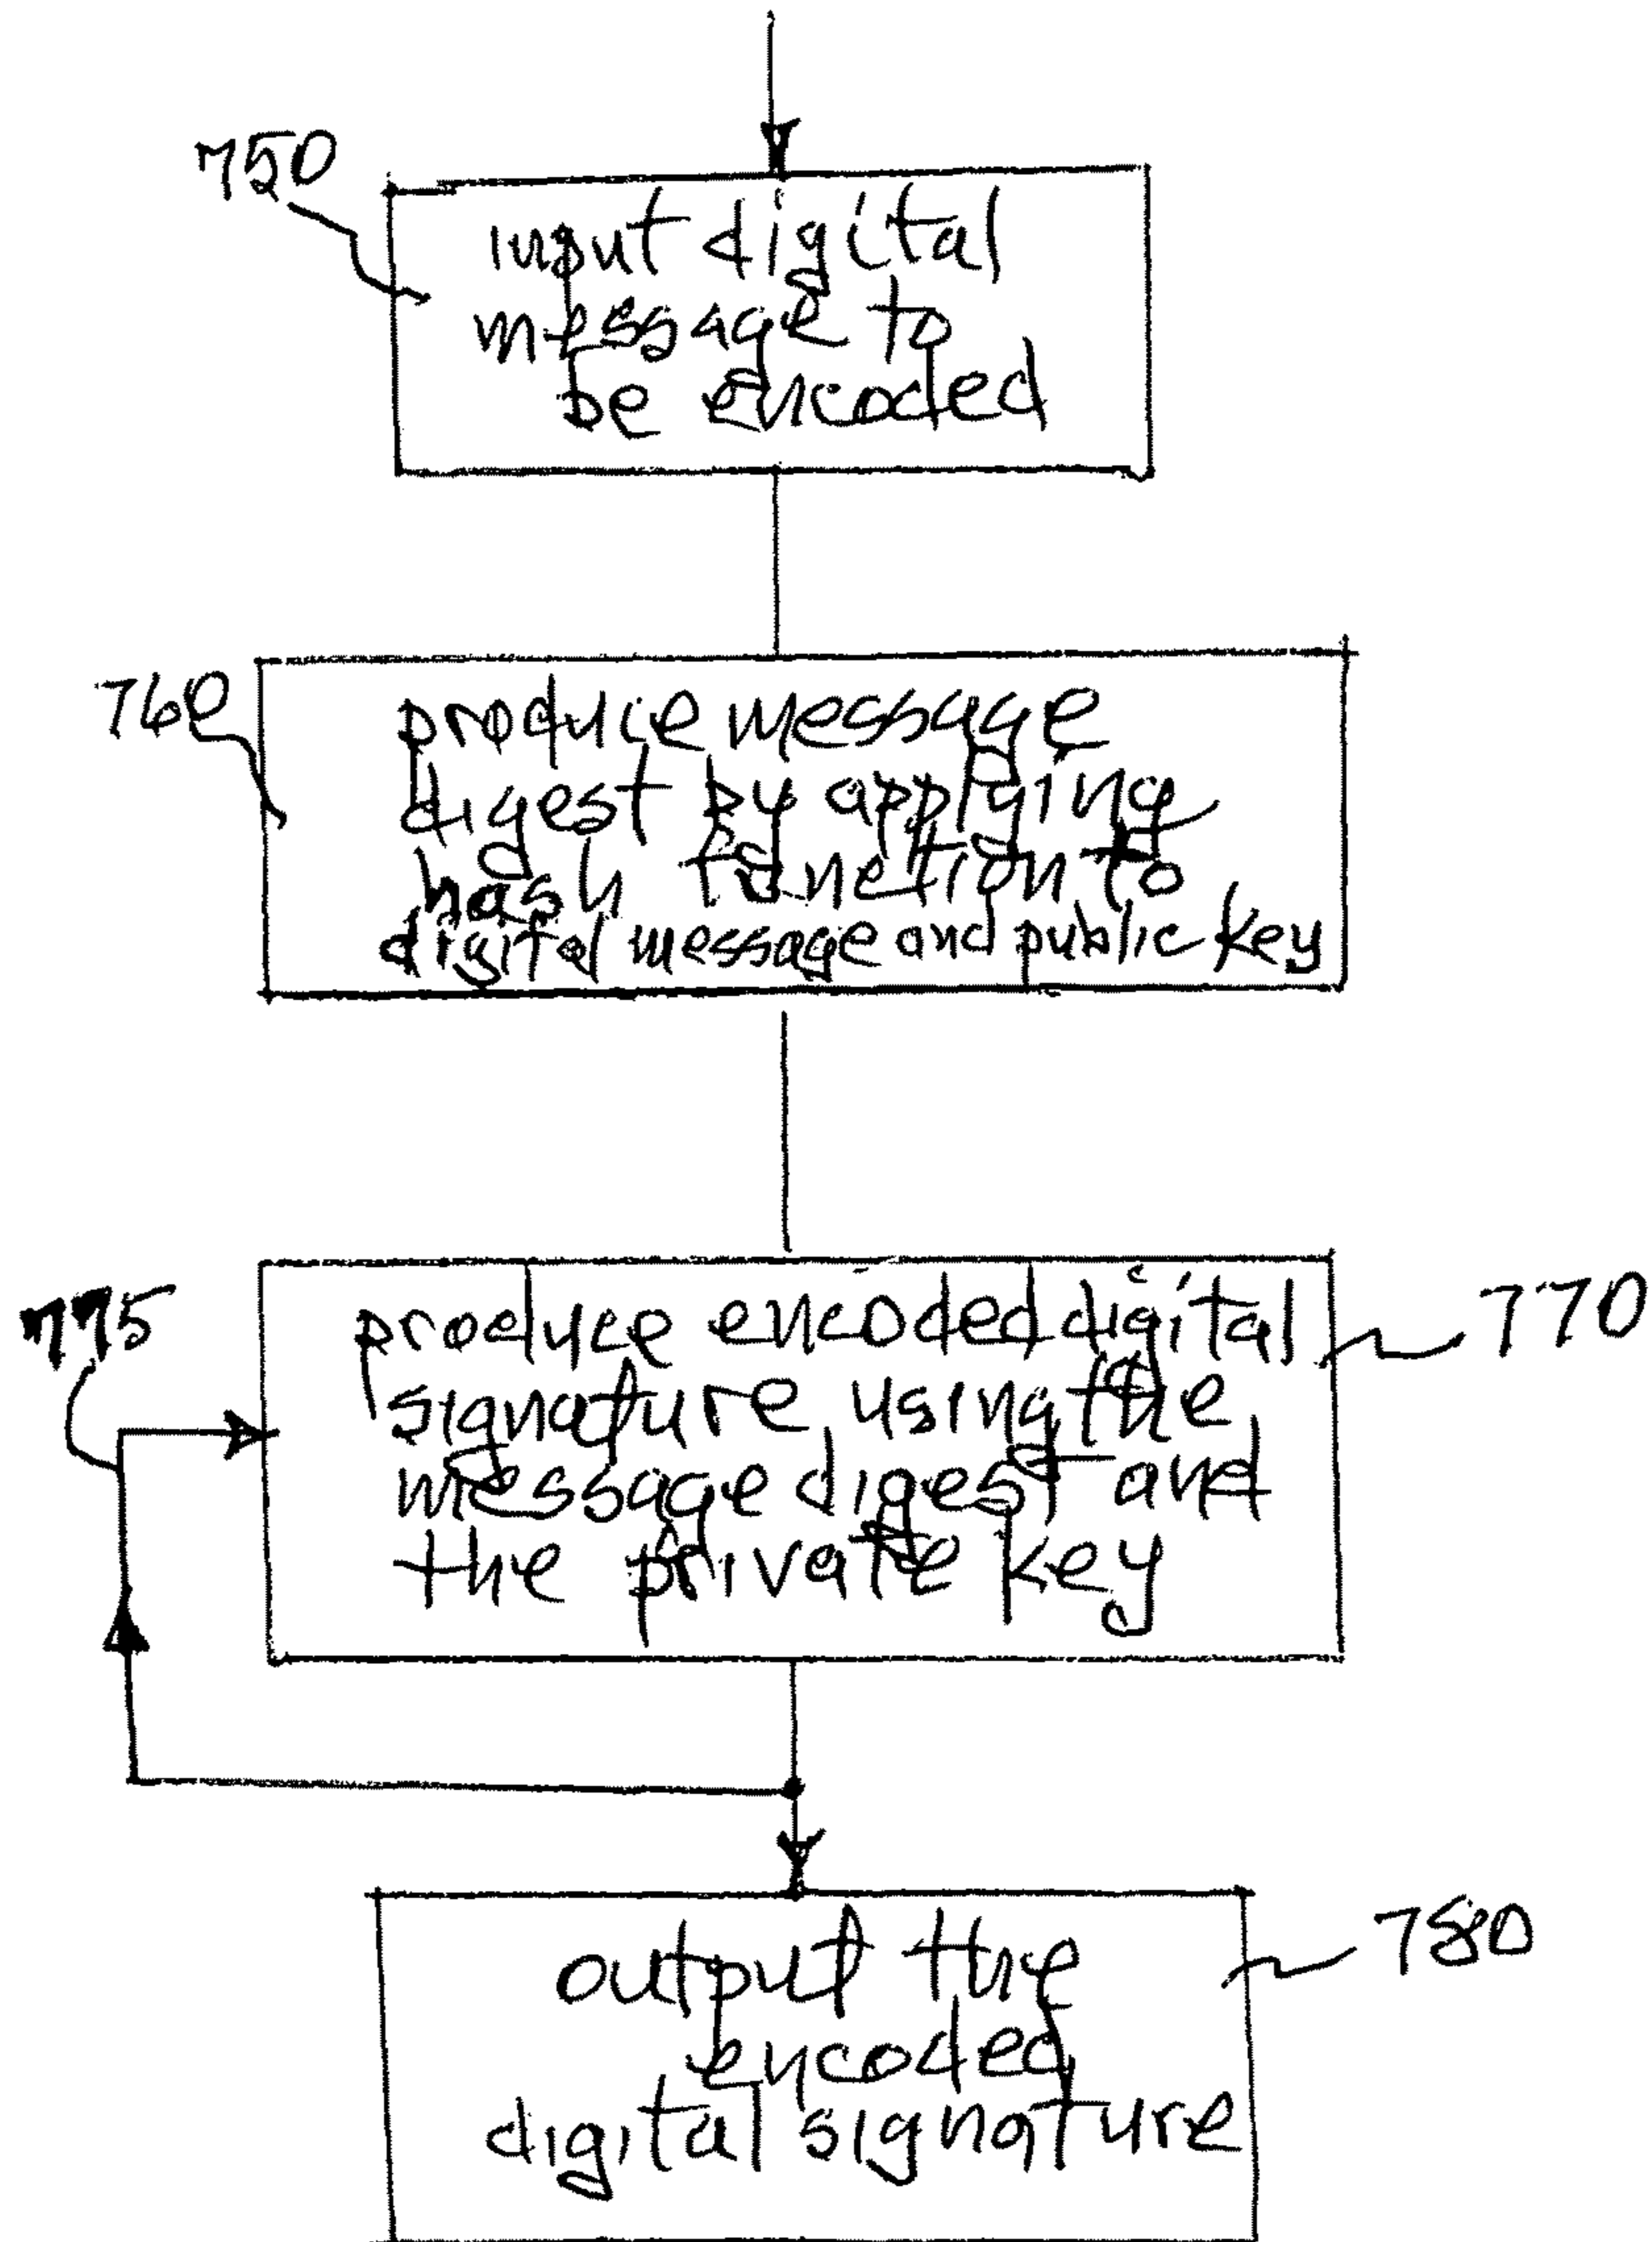 750
input digital
message to
be encoded
760
produce message
digest by applying
hash function to
digital message and public key
775
produce encoded digital
signature using the
message digest and
the private key
770
output the
encoded
digital signature
780